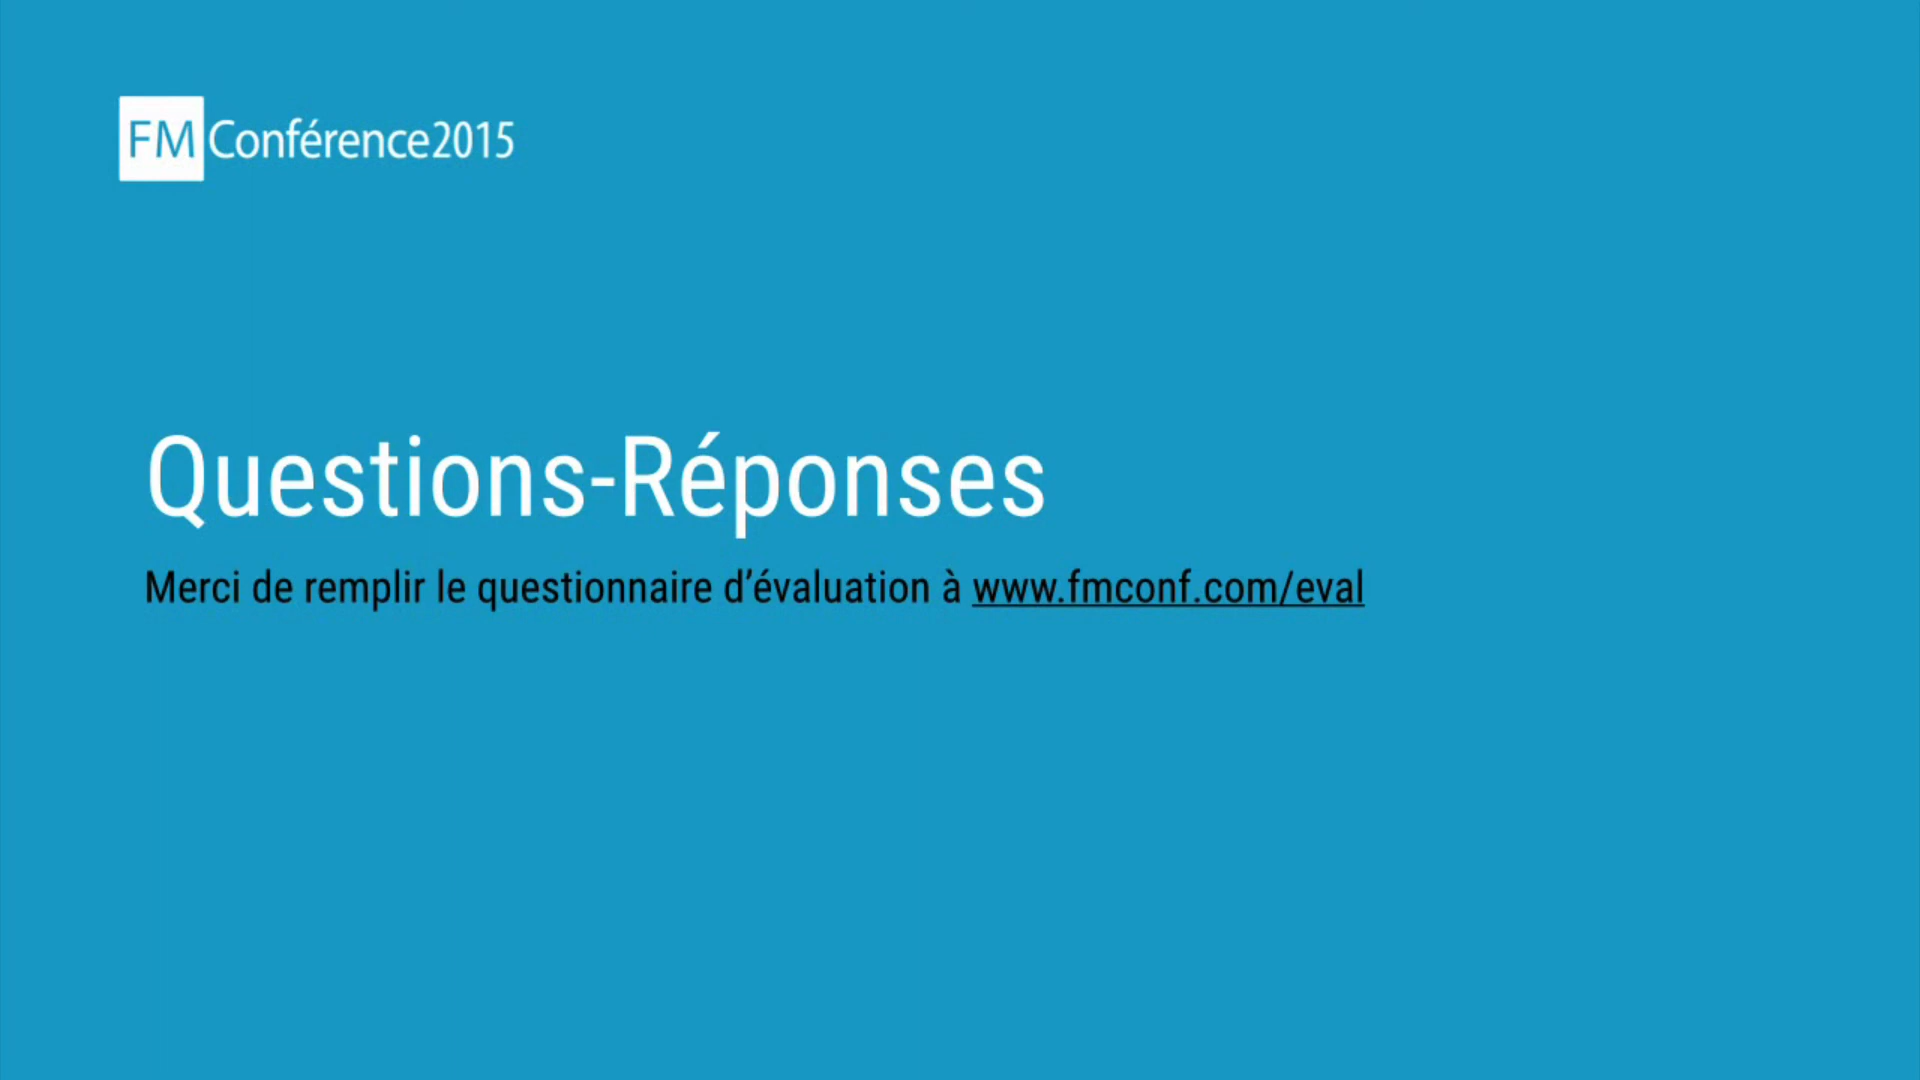 FM Conférence2015
Questions-Réponses
Merci de remplir le questionnaire d’évaluation à www.fmconf.com/eval